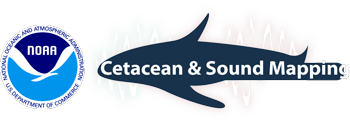 NATIONAL OCEANIC AND ATMOSPHERIC ADMINISTRATION
NOAA
U.S. DEPARTMENT OF COMMERCE
Cetacean & Sound Mapping